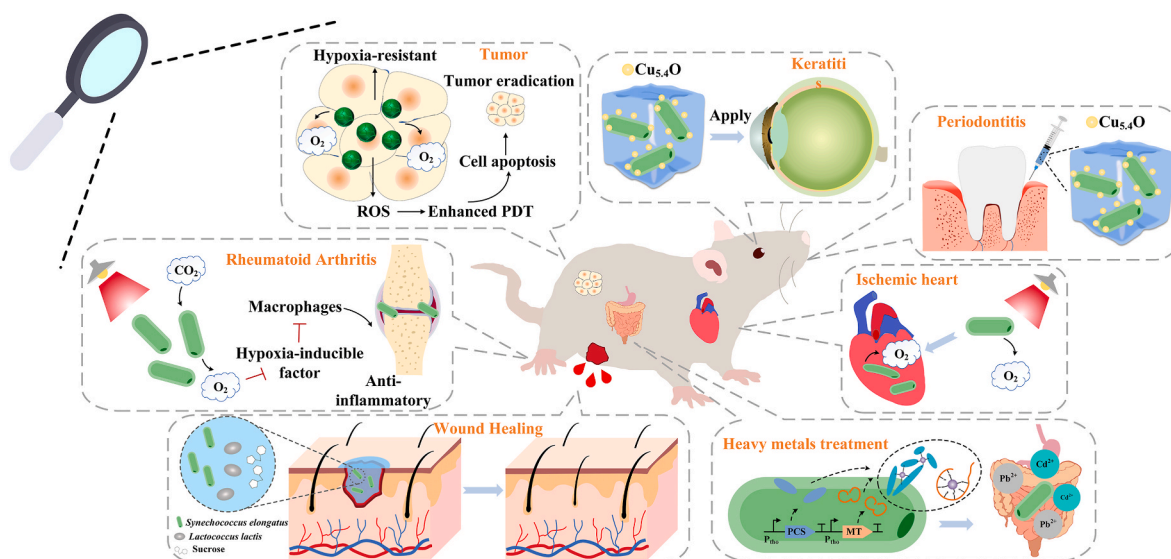 Tumor
Hypoxia-resistant
Tumor eradication
O2
O2
Cell apoptosis
ROS
Enhanced PDT
Cu5.4O
Keratiti
s
Apply
Periodontitis
Cu5.4O
Rheumatoid Arthritis
CO2
Macrophages
Hypoxia-inducible
factor
O2
Anti-
inflammatory
Ischemic heart
O2
O2
Wound Healing
Synechococcus elongatus
Lactococcus lactis
Sucrose
Heavy metals treatment
PCS
MT
Cd2+
Pb2+
Cd2+
Pb2+